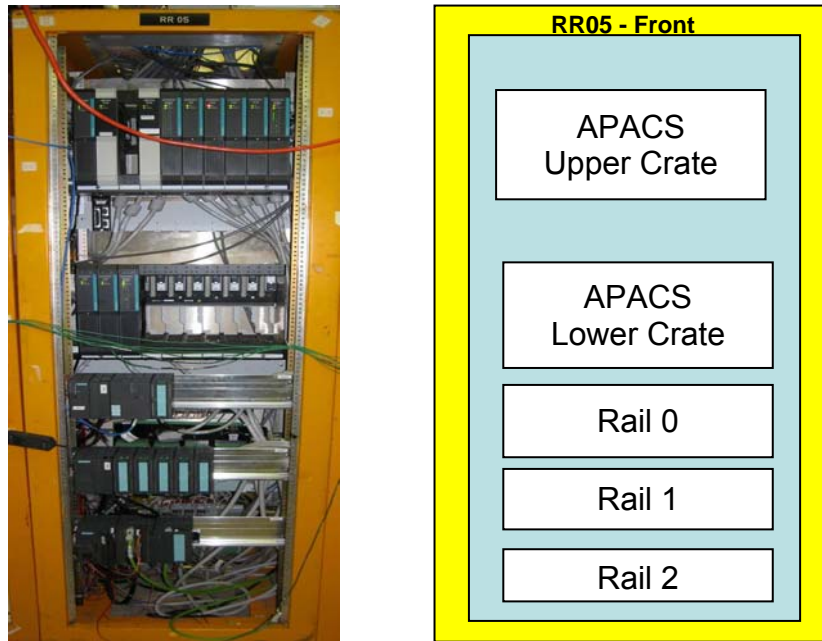 RR 05
RR05 - Front
APACS
Upper Crate
APACS
Lower Crate
Rail 0
Rail 1
Rail 2